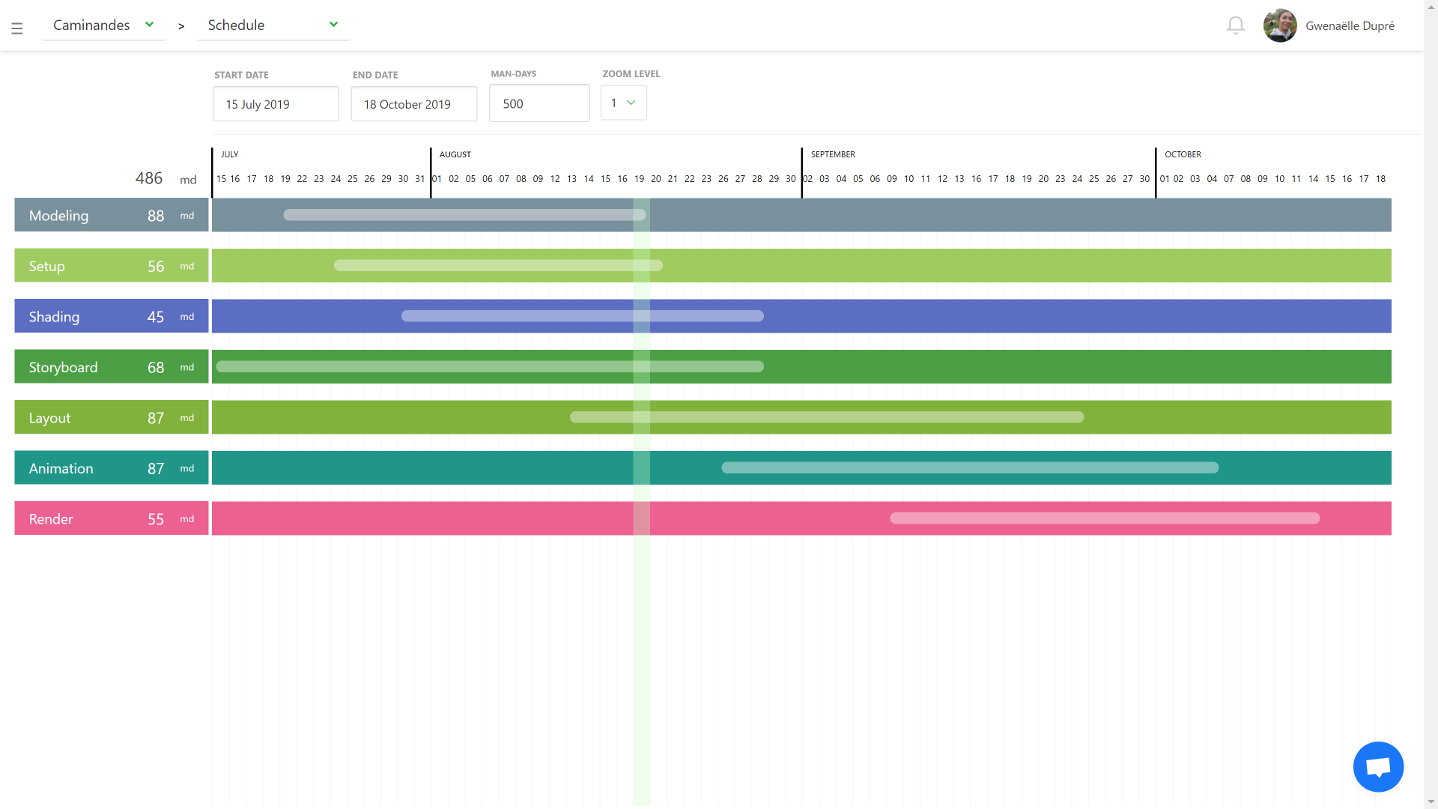 Caminandes > Schedule Gwenaëlle Dupré
START DATE END DATE MAN-DAYS ZOOM LEVEL
15 July 2019 18 October 2019 500 1
JULY AUGUST SEPTEMBER OCTOBER
486 md 15 16 17 18 19 22 23 24 25 26 29 30 31 01 02 05 06 07 08 09 12 13 14 15 16 19 20 21 22 23 26 27 28 29 30 02 03 04 05 06 09 10 11 12 13 16 17 18 19 20 23 24 25 26 27 30 01 02 03 04 07 08 09 10 11 14 15 16 17 18
Modeling 88 md
Setup 56 md
Shading 45 md
Storyboard 68 md
Layout 87 md
Animation 87 md
Render 55 md